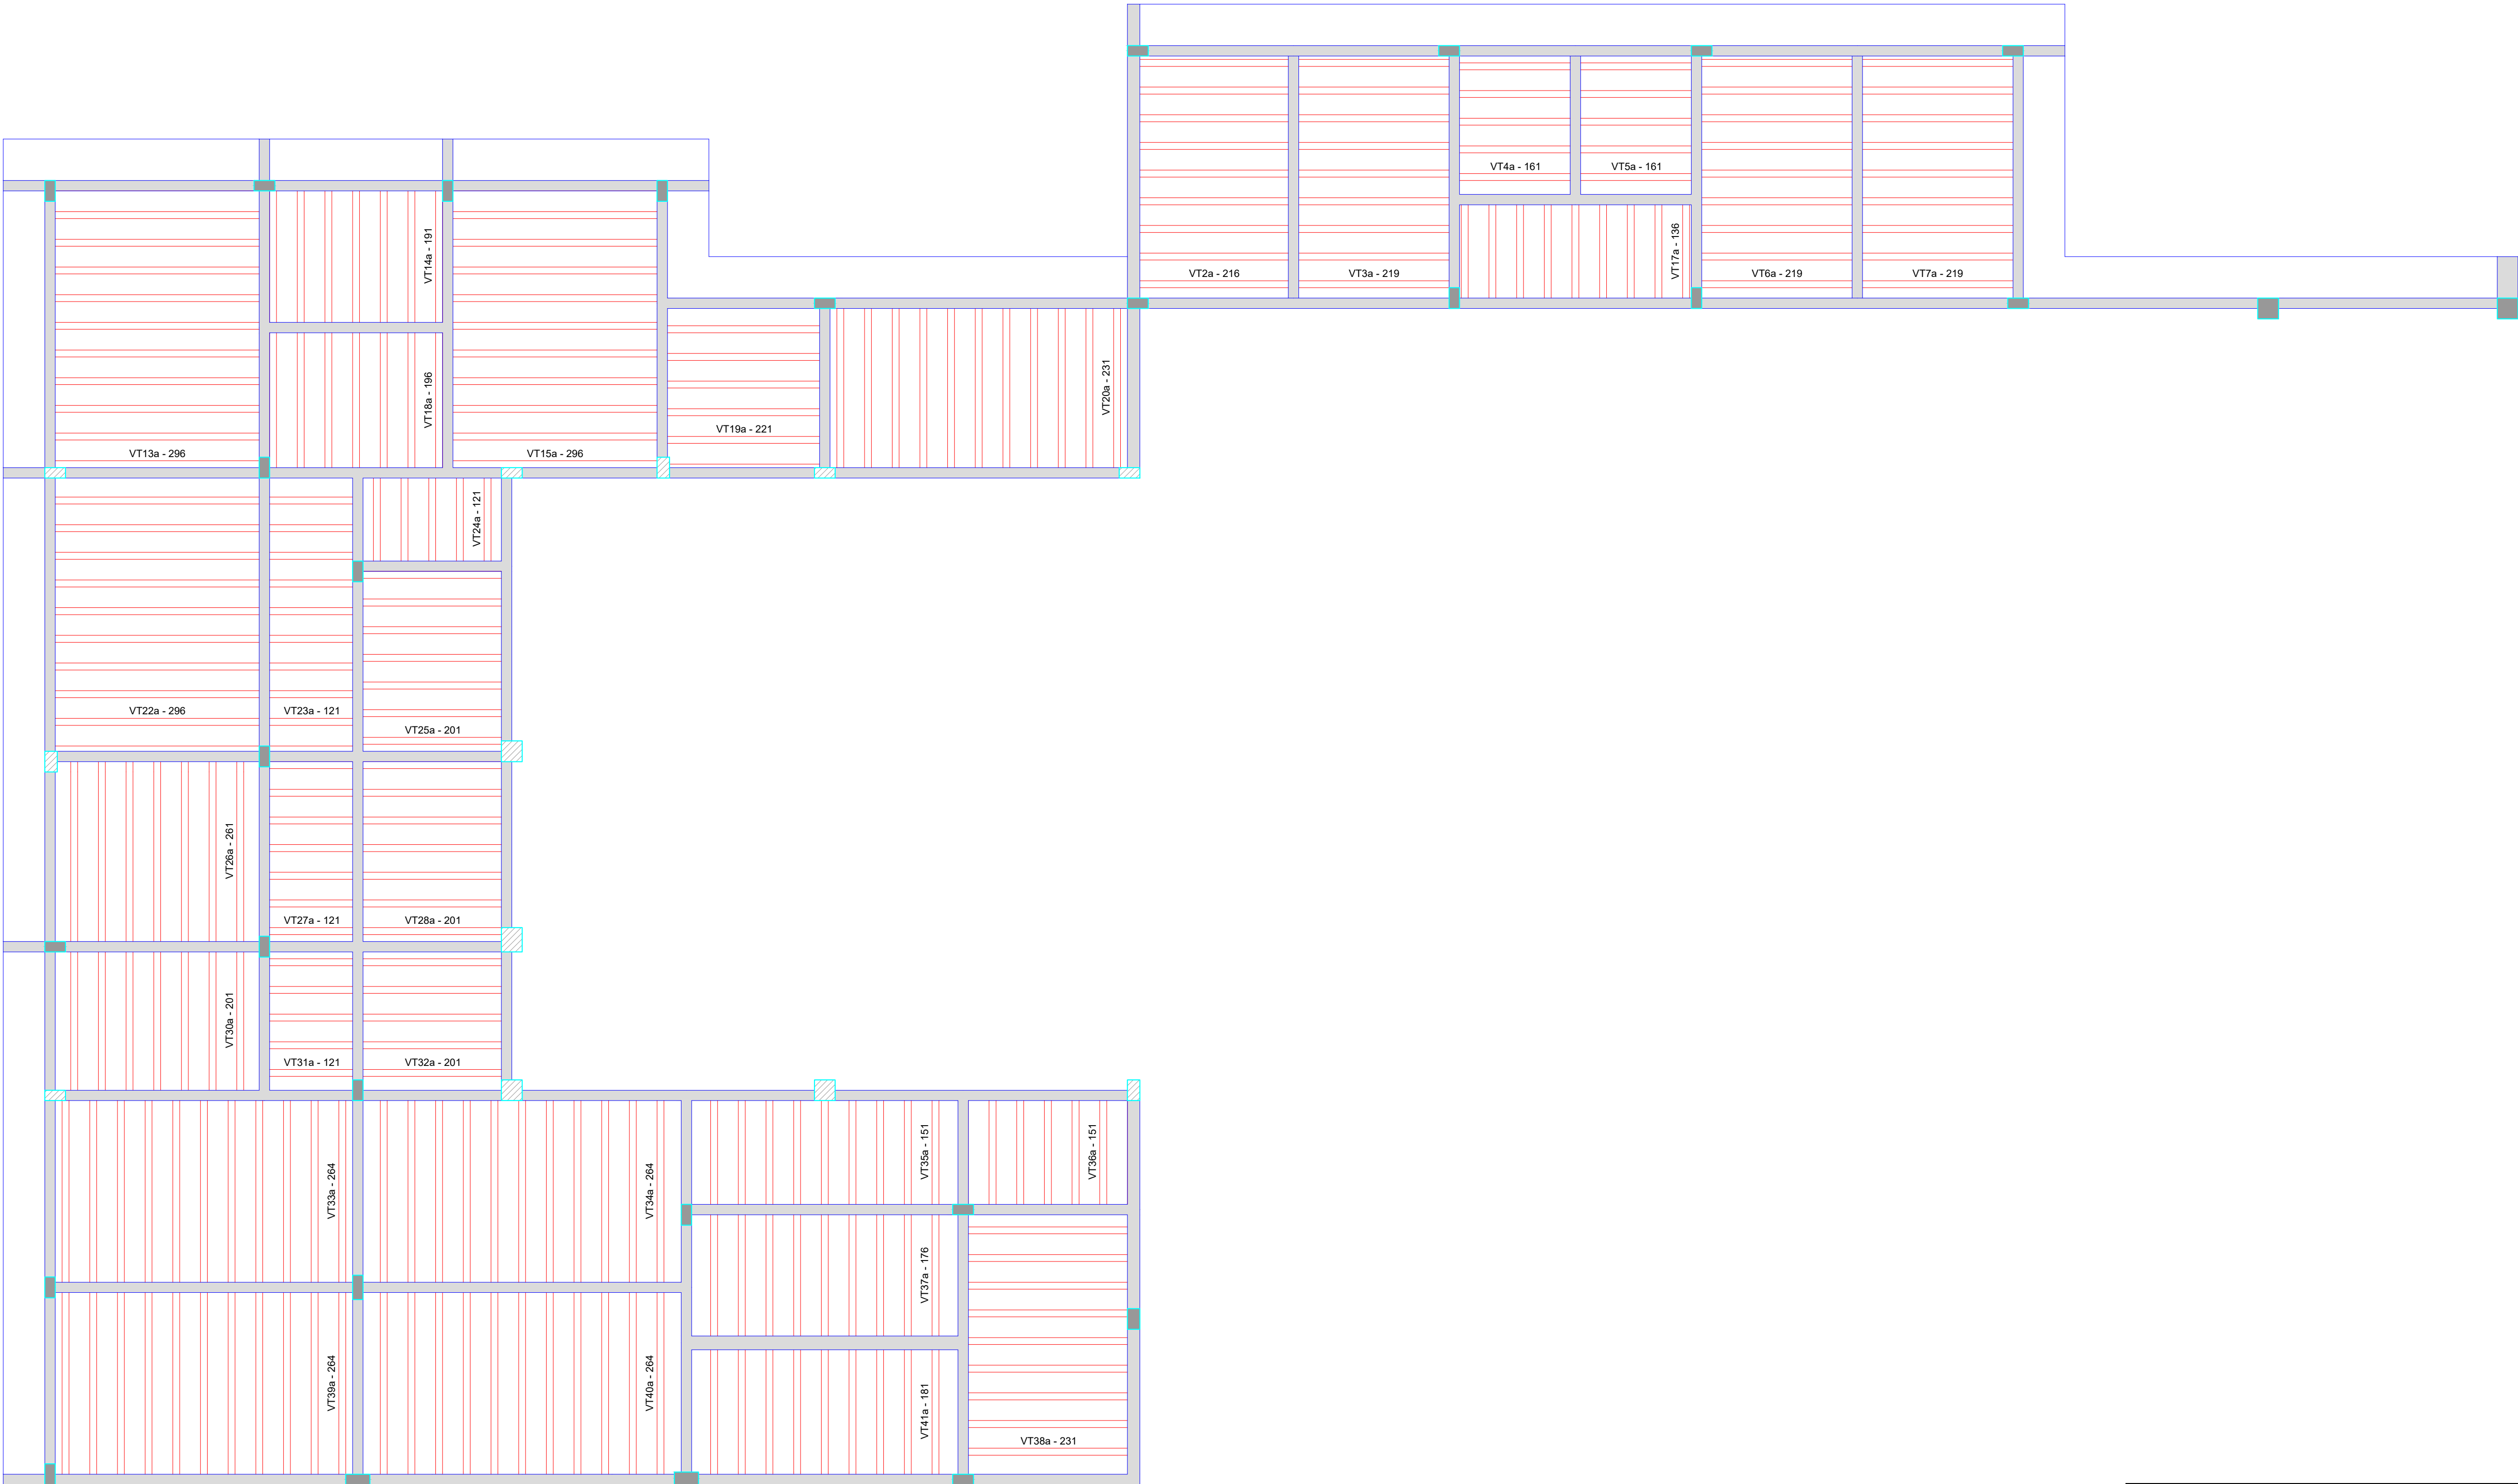 VT4a - 161
VT5a - 161
VT14a - 191
VT17a - 136
VT2a - 216
VT3a - 219
VT6a - 219
VT7a - 219
VT18a - 196
VT20a - 231
VT19a - 221
VT13a - 296
VT15a - 296
VT24a - 121
VT22a - 296
VT23a - 121
VT25a - 201
VT26a - 261
VT27a - 121
VT28a - 201
VT30a - 201
VT31a - 121
VT32a - 201
VT33a - 264
VT34a - 264
VT35a - 151
VT36a - 151
VT37a - 176
VT39a - 264
VT40a - 264
VT41a - 181
VT38a - 231